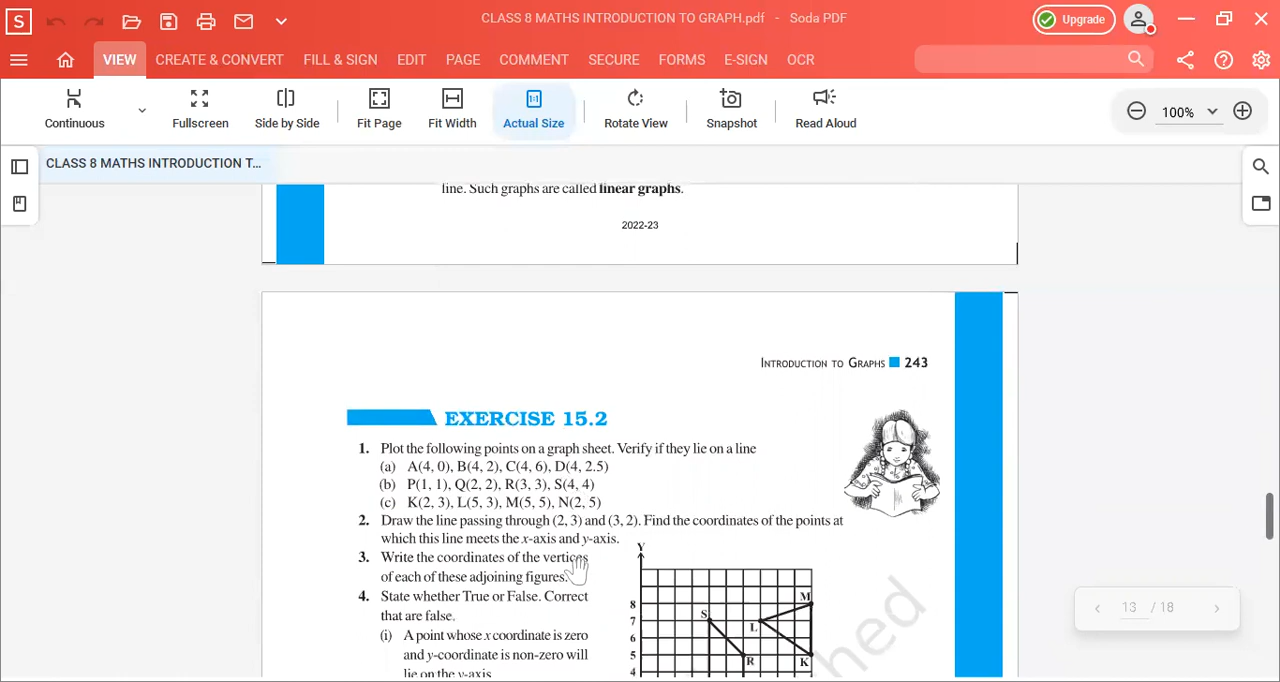 S
CLASS 8 MATHS INTRODUCTION TO GRAPH.pdf - Soda PDF
Upgrade
VIEW CREATE & CONVERT FILL & SIGN EDIT PAGE COMMENT SECURE FORMS E-SIGN OCR
Continuous Fullscreen Side by Side Fit Page Fit Width Actual Size Rotate View Snapshot Read Aloud 100%
CLASS 8 MATHS INTRODUCTION T...
line. Such graphs are called linear graphs.
2022-23
INTRODUCTION TO GRAPHS 243
EXERCISE 15.2
1. Plot the following points on a graph sheet. Verify if they lie on a line
(a) A(4, 0), B(4, 2), C(4, 6), D(4, 2.5)
(b) P(1, 1), Q(2, 2), R(3, 3), S(4, 4)
(c) K(2, 3), L(5, 3), M(5, 5), N(2, 5)
2. Draw the line passing through (2, 3) and (3, 2). Find the coordinates of the points at
which this line meets the x-axis and y-axis.
3. Write the coordinates of the vertices
of each of these adjoining figures.
4. State whether True or False. Correct
that are false.
(i) A point whose x coordinate is zero
and y-coordinate is non-zero will
lie on the y-axis.
Y
8
7
6
5
4
S
M
L
R
K
hed
13 / 18